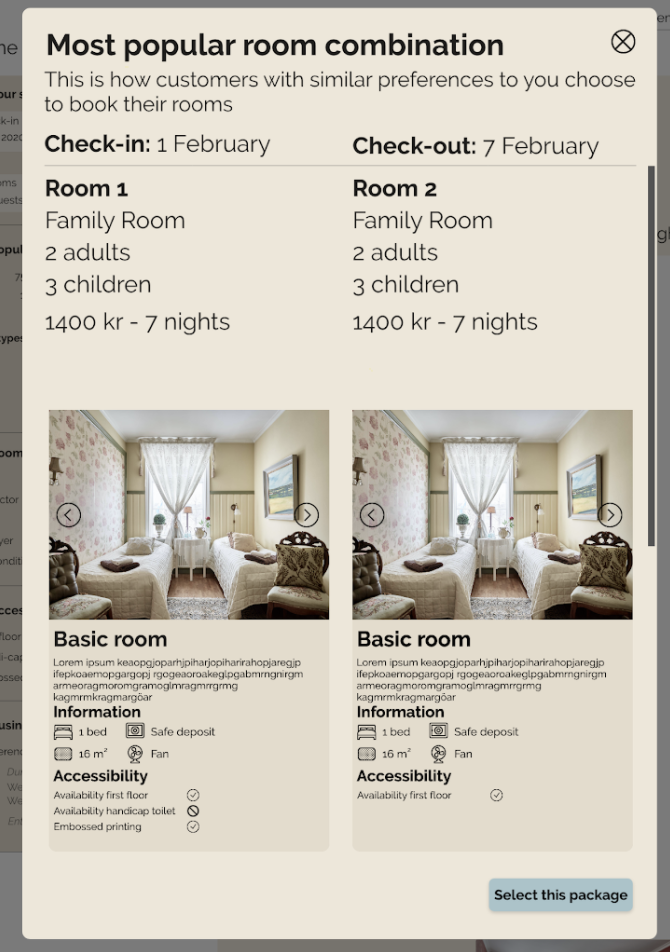 Most popular room combination
This is how customers with similar preferences to you choose
to book their rooms
Check-in: 1 February
Check-out: 7 February
Room 1
Family Room
2 adults
3 children
1400 kr - 7 nights
Room 2
Family Room
2 adults
3 children
1400 kr - 7 nights
Basic room
Lorem ipsum keaopgjoparhjpiharjopiharirahopjaregjp
ifepkoaemopgargopj rgogeaoroakeglpgabmrngnirgm
armeoragmoromgramoglmragmrrgrmg
kagmrmkragmargöar
Information
1 bed
Safe deposit
16 m²
Fan
Accessibility
Availability first floor
Availability handicap toilet
Embossed printing
Basic room
Lorem ipsum keaopgjoparhjpiharjopiharirahopjaregjp
ifepkoaemopgargopj rgogeaoroakeglpgabmrngnirgm
armeoragmoromgramoglmragmrrgrmg
kagmrmkragmargöar
Information
1 bed
Safe deposit
16 m²
Fan
Accessibility
Availability first floor
Select this package